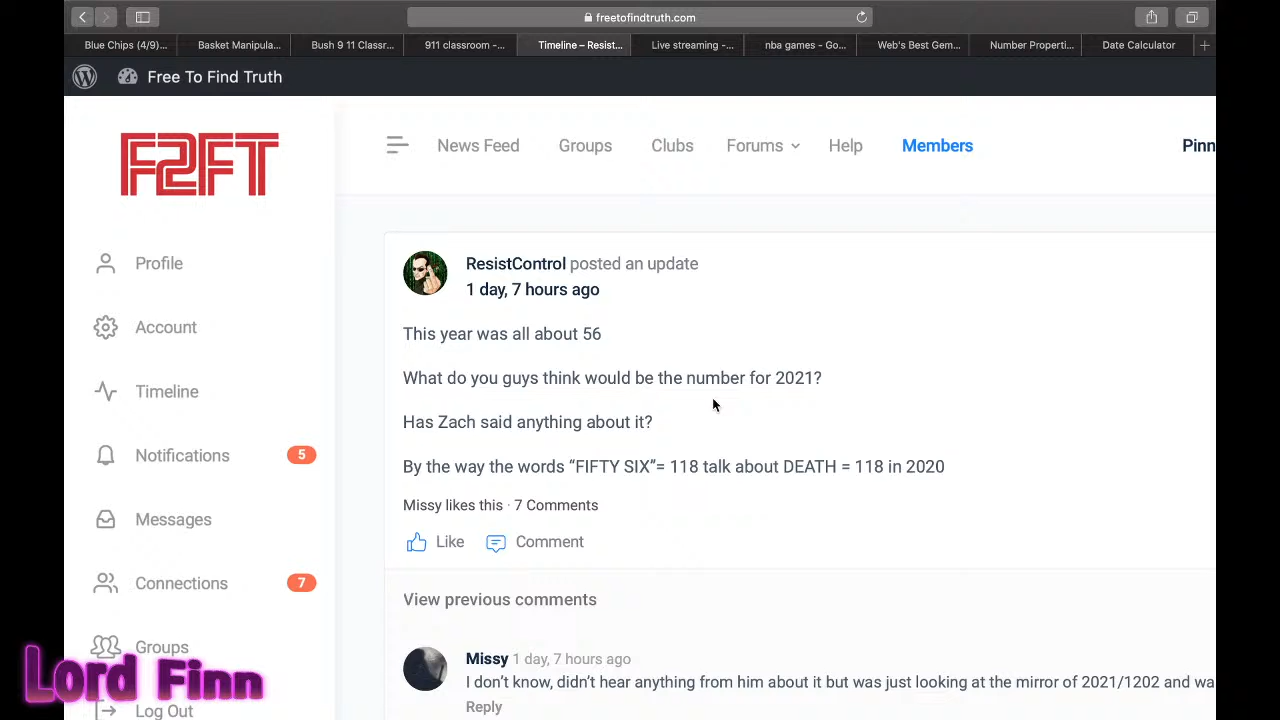 freetofindtruth.com
Blue Chips (4/9)...
Basket Manipula...
Bush 9 11 Classr...
911 classroom -...
Timeline – Resist...
Live streaming -...
nba games - Go...
Web's Best Gem...
Number Properti...
Date Calculator
Free To Find Truth
F2FT
News Feed
Groups
Clubs
Forums
Help
Members
Pinn
Profile
Account
Timeline
Notifications 5
Messages
Connections 7
Groups
Log Out
ResistControl posted an update
1 day, 7 hours ago
This year was all about 56
What do you guys think would be the number for 2021?
Has Zach said anything about it?
By the way the words “FIFTY SIX”= 118 talk about DEATH = 118 in 2020
Missy likes this · 7 Comments
Like
Comment
View previous comments
Missy 1 day, 7 hours ago
I don’t know, didn’t hear anything from him about it but was just looking at the mirror of 2021/1202 and wa
Reply
Lord Finn